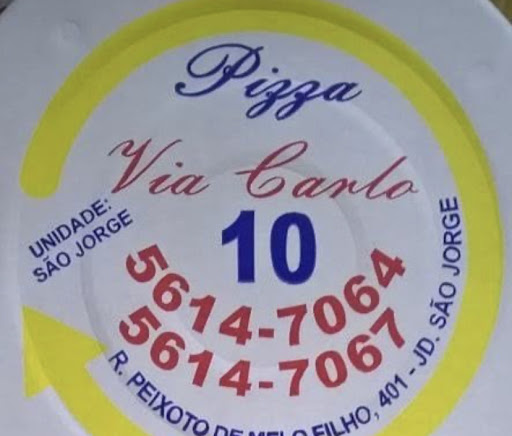 Pizza
Via Carlo
10
UNIDADE:
SÃO JORGE
5614-7064
5614-7067
R. PEIXOTO DE MELO FILHO, 401 - JD. SÃO JORGE